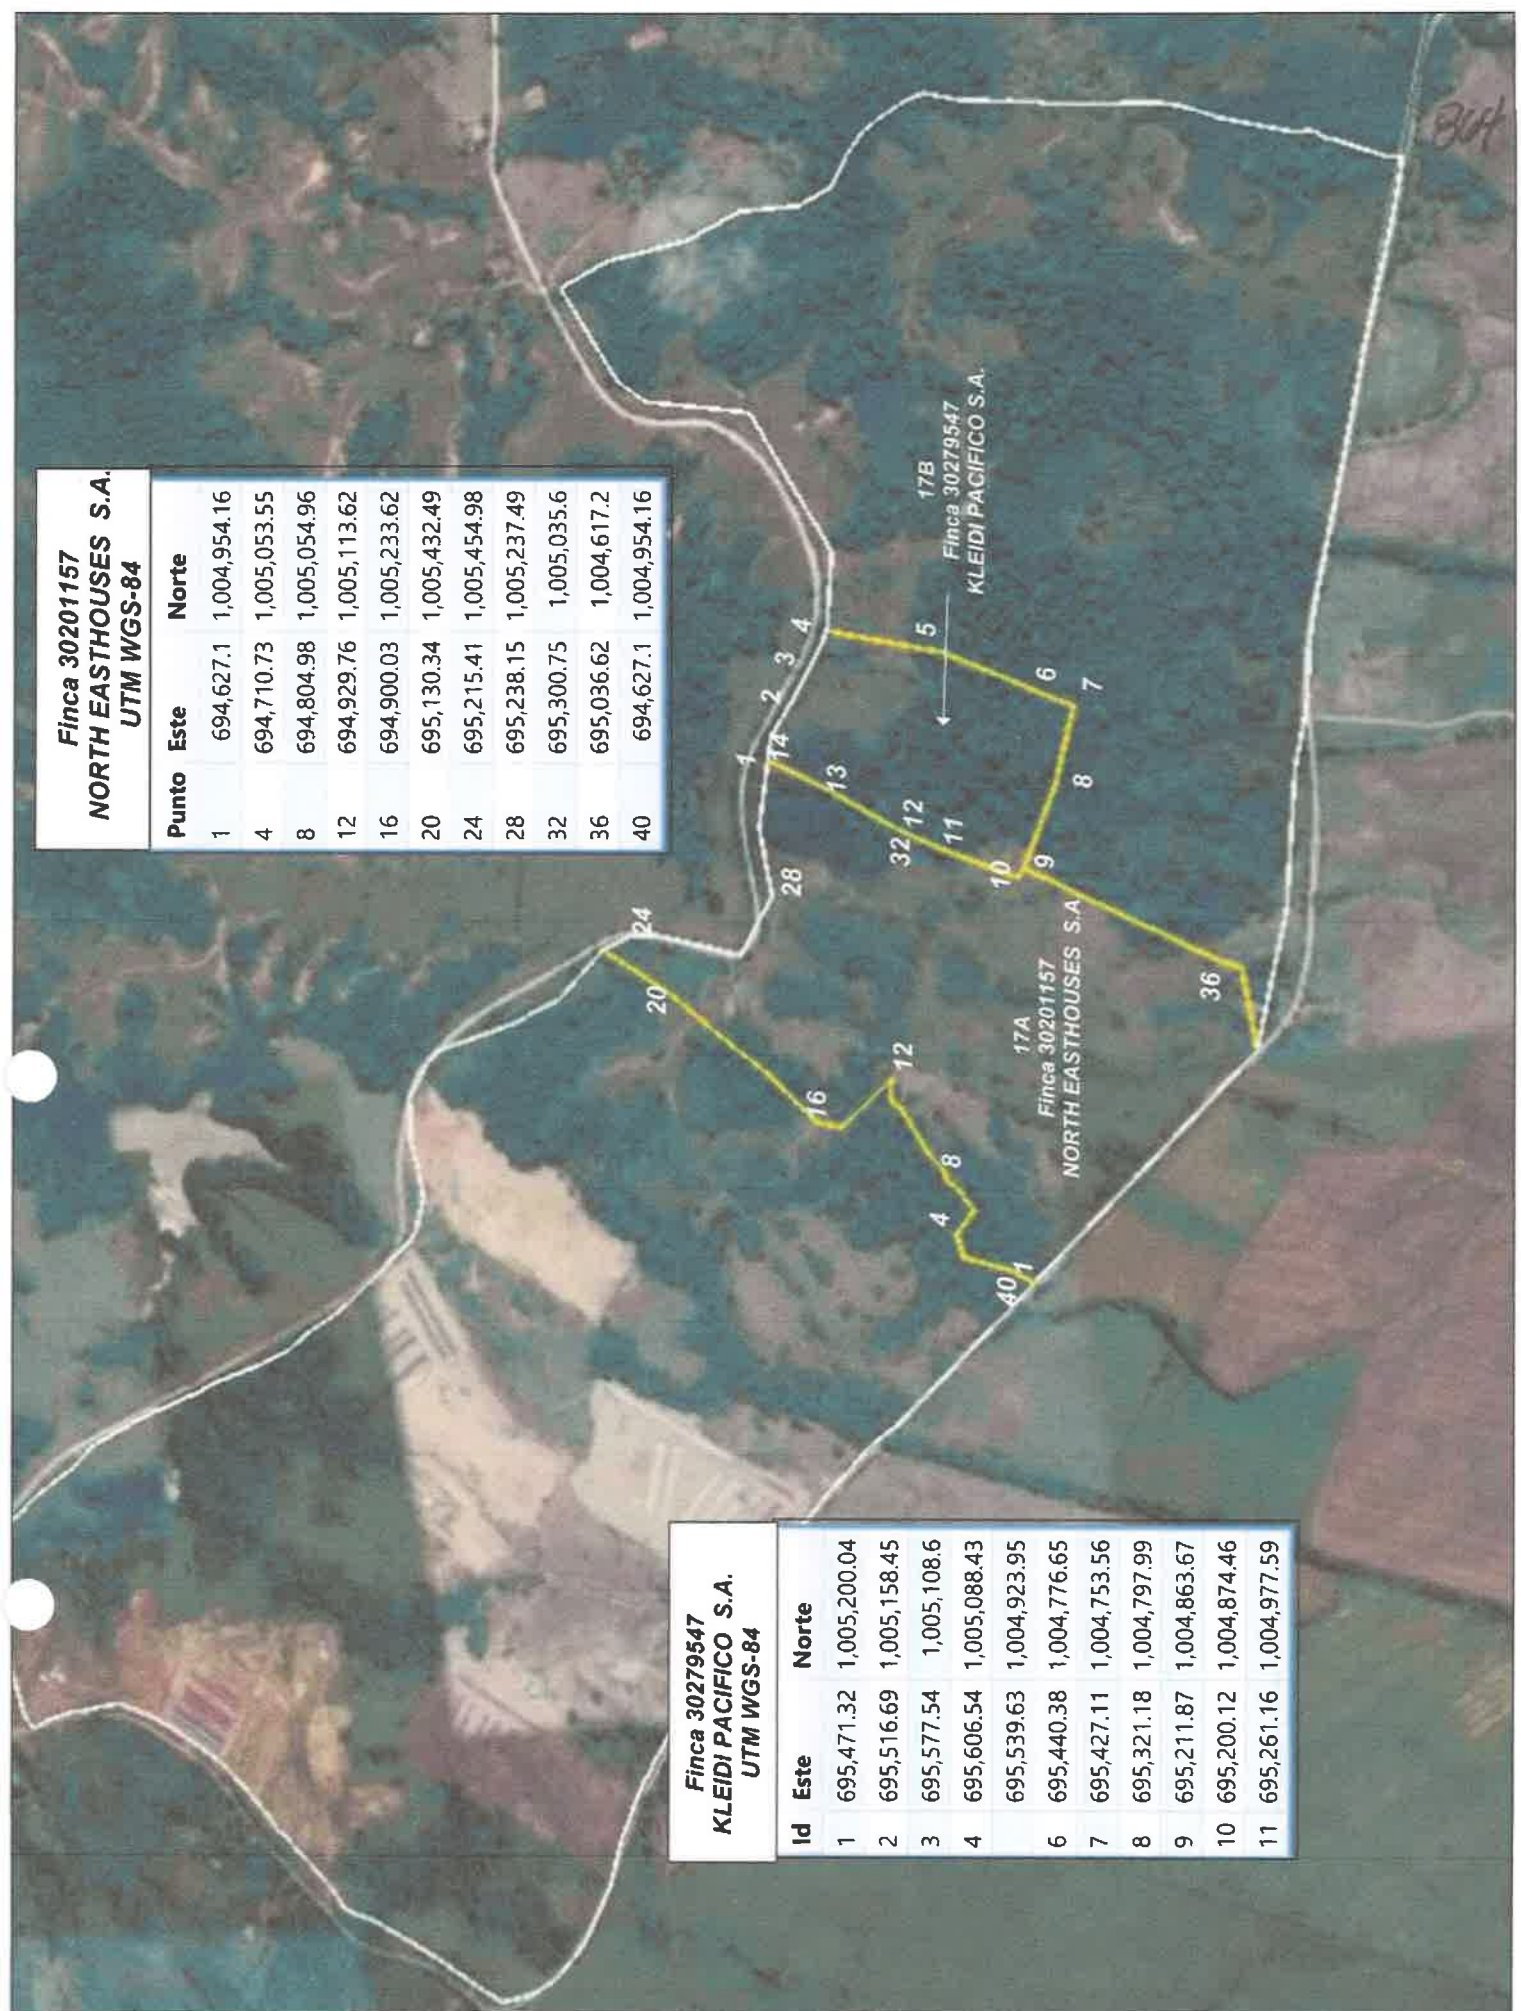 Finca 30201157
NORTH EASTHOUSES S.A.
UTM WGS-84
Punto Este Norte
1 694,627.1 1,004,954.16
4 694,710.73 1,005,053.55
8 694,804.98 1,005,054.96
12 694,929.76 1,005,113.62
16 694,900.03 1,005,233.62
20 695,130.34 1,005,432.49
24 695,215.41 1,005,454.98
28 695,238.15 1,005,237.49
32 695,300.75 1,005,035.6
36 695,036.62 1,004,617.2
40 694,627.1 1,004,954.16
Finca 30279547
KLEIDI PACIFICO S.A.
UTM WGS-84
Id Este Norte
1 695,471.32 1,005,200.04
2 695,516.69 1,005,158.45
3 695,577.54 1,005,108.6
4 695,606.54 1,005,088.43
695,539.63 1,004,923.95
6 695,440.38 1,004,776.65
7 695,427.11 1,004,753.56
8 695,321.18 1,004,797.99
9 695,211.87 1,004,863.67
10 695,200.12 1,004,874.46
11 695,261.16 1,004,977.59
24
20
16
12
8
4
40
1
28
1
14
2
3
4
13
12
32
11
10
9
5
6
7
8
36
17B
Finca 30279547
KLEIDI PACIFICO S.A.
17A
Finca 30201157
NORTH EASTHOUSES S.A